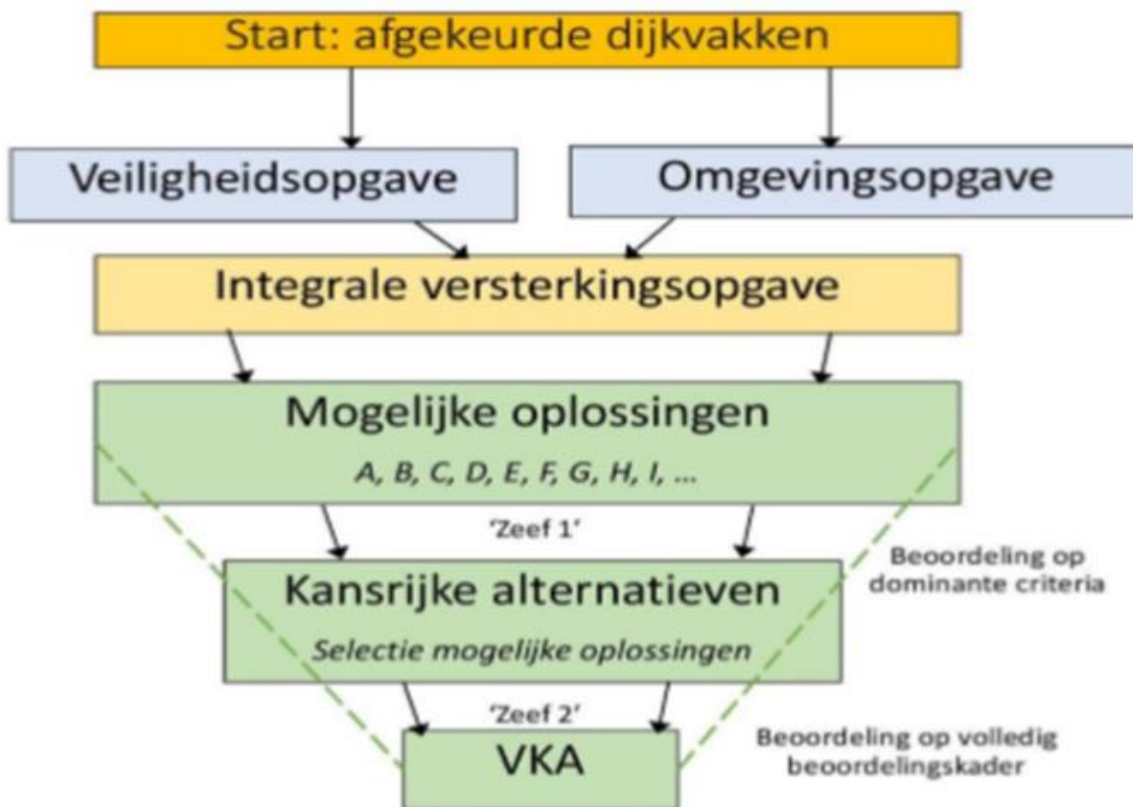 Start: afgekeurde dijkvakken
Veiligheidsopgave
Omgevingsopgave
Integrale versterkingsopgave
Mogelijke oplossingen
A, B, C, D, E, F, G, H, I, ...
'Zeef 1'
Beoordeling op
dominante criteria
Kansrijke alternatieven
Selectie mogelijke oplossingen
'Zeef 2'
Beoordeling op volledig
beoordelingskader
VKA